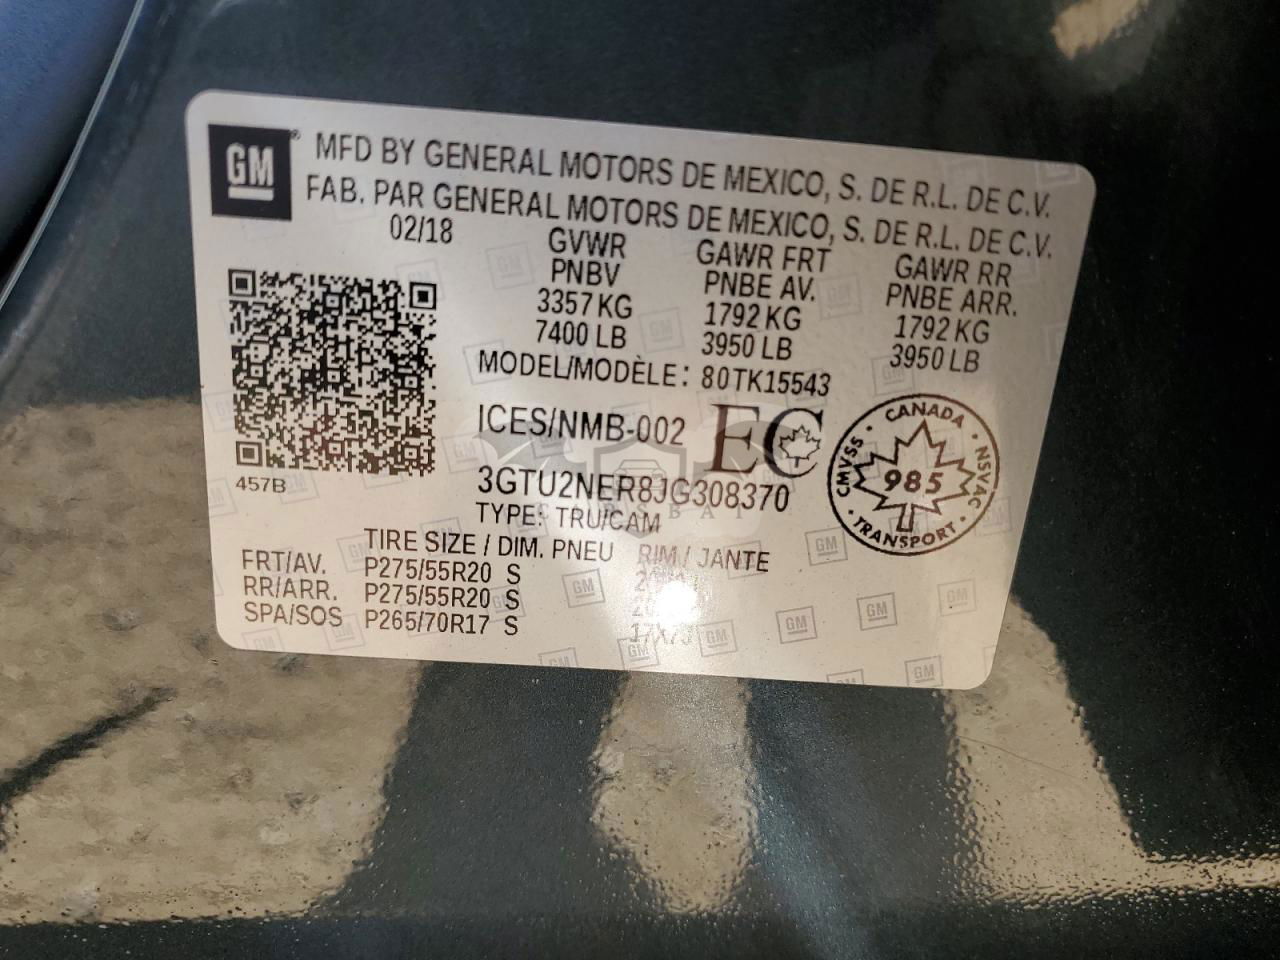 GM
MFD BY GENERAL MOTORS DE MEXICO, S. DE R.L. DE C.V.
FAB. PAR GENERAL MOTORS DE MEXICO, S. DE R.L. DE C.V.
02/18 GVWR GAWR FRT GAWR RR
PNBV PNBE AV. PNBE ARR.
3357 KG 1792 KG 1792 KG
7400 LB 3950 LB 3950 LB
MODEL/MODÈLE: 80TK15543
ICES/NMB-002 EC
CANADA
CMVSS 985 NSVAC
TRANSPORT
457B
3GTU2NER8JG308370
TYPE: TRU/CAM
TIRE SIZE / DIM. PNEU RIM / JANTE
FRT/AV. P275/55R20 S
RR/ARR. P275/55R20 S
SPA/SOS P265/70R17 S